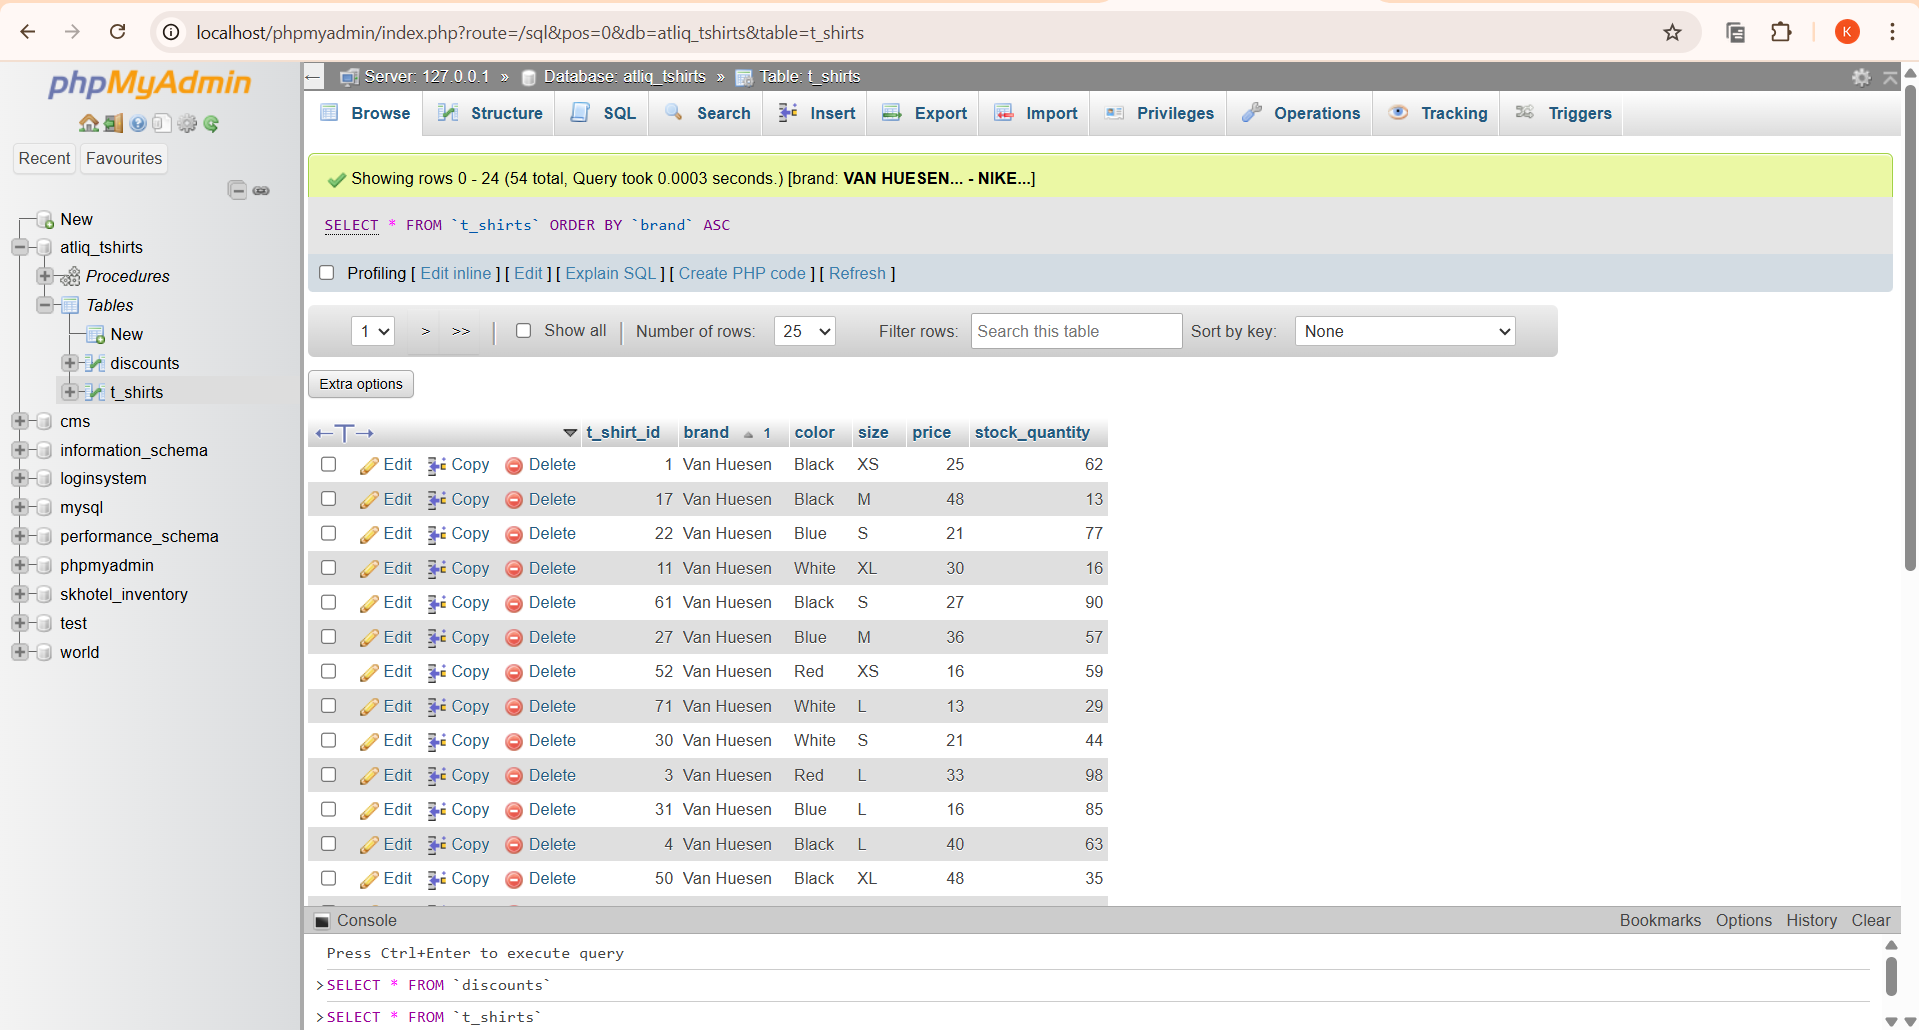 localhost/phpmyadmin/index.php?route=/sql&pos=0&db=atliq_tshirts&table=t_shirts
K
phpMyAdmin
Recent Favourites
New
atliq_tshirts
Procedures
Tables
New
discounts
t_shirts
cms
information_schema
loginsystem
mysql
performance_schema
phpmyadmin
skhotel_inventory
test
world
Server: 127.0.0.1 » Database: atliq_tshirts » Table: t_shirts
Browse Structure SQL Search Insert Export Import Privileges Operations Tracking Triggers
Showing rows 0 - 24 (54 total, Query took 0.0003 seconds.) [brand: VAN HUESEN... - NIKE...]
SELECT * FROM `t_shirts` ORDER BY `brand` ASC
Profiling [ Edit inline ] [ Edit ] [ Explain SQL ] [ Create PHP code ] [ Refresh ]
1 > >> | Show all | Number of rows: 25 Filter rows: Search this table Sort by key: None
Extra options
←T→ t_shirt_id brand 1 color size price stock_quantity
Edit Copy Delete 1 Van Huesen Black XS 25 62
Edit Copy Delete 17 Van Huesen Black M 48 13
Edit Copy Delete 22 Van Huesen Blue S 21 77
Edit Copy Delete 11 Van Huesen White XL 30 16
Edit Copy Delete 61 Van Huesen Black S 27 90
Edit Copy Delete 27 Van Huesen Blue M 36 57
Edit Copy Delete 52 Van Huesen Red XS 16 59
Edit Copy Delete 71 Van Huesen White L 13 29
Edit Copy Delete 30 Van Huesen White S 21 44
Edit Copy Delete 3 Van Huesen Red L 33 98
Edit Copy Delete 31 Van Huesen Blue L 16 85
Edit Copy Delete 4 Van Huesen Black L 40 63
Edit Copy Delete 50 Van Huesen Black XL 48 35
Console Bookmarks Options History Clear
Press Ctrl+Enter to execute query
>SELECT * FROM `discounts`
>SELECT * FROM `t_shirts`